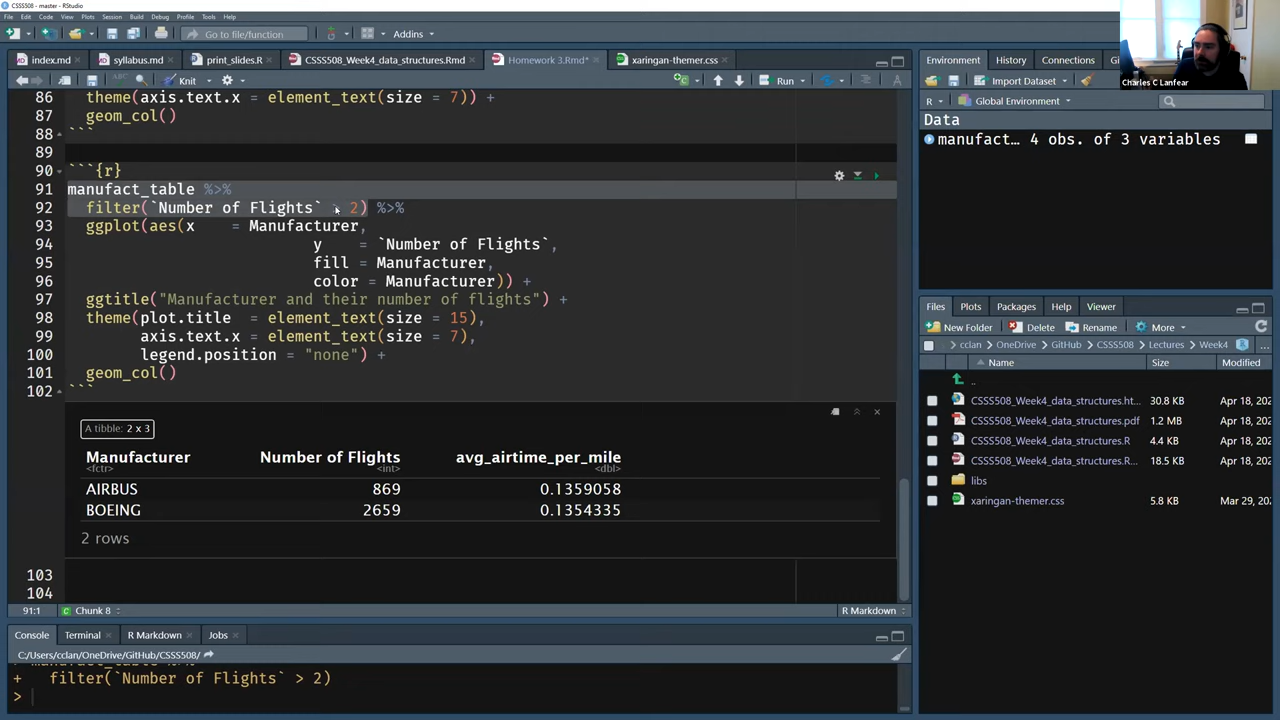 CSSS508 - master - RStudio
File Edit Code View Plots Session Build Debug Profile Tools Help
Go to file/function Addins
index.md syllabus.md print_slides.R CSSS508_Week4_data_structures.Rmd Homework 3.Rmd* xaringan-themer.css
Knit Run
86 theme(axis.text.x = element_text(size = 7)) +
87 geom_col()
88 ```
89
90 ```{r}
91 manufact_table %>%
92 filter(`Number of Flights` > 2) %>%
93 ggplot(aes(x = Manufacturer,
94 y = `Number of Flights`,
95 fill = Manufacturer,
96 color = Manufacturer)) +
97 ggtitle("Manufacturer and their number of flights") +
98 theme(plot.title = element_text(size = 15),
99 axis.text.x = element_text(size = 7),
100 legend.position = "none") +
101 geom_col()
102 ```
A tibble: 2 x 3
Manufacturer Number of Flights avg_airtime_per_mile
<fctr> <int> <dbl>
AIRBUS 869 0.1359058
BOEING 2659 0.1354335
2 rows
103
104
91:1 Chunk 8 R Markdown
Console Terminal R Markdown Jobs
C:/Users/cclan/OneDrive/GitHub/CSSS508/
+ filter(`Number of Flights` > 2)
>
Environment History Connections
Import Dataset
R Global Environment
Data
manufact… 4 obs. of 3 variables
Charles C Lanfear
Files Plots Packages Help Viewer
New Folder Delete Rename More
cclan OneDrive GitHub CSSS508 Lectures Week4 ...
Name Size Modified
..
CSSS508_Week4_data_structures.ht... 30.8 KB Apr 18, 202
CSSS508_Week4_data_structures.pdf 1.2 MB Apr 18, 202
CSSS508_Week4_data_structures.R 4.4 KB Apr 18, 202
CSSS508_Week4_data_structures.R... 18.5 KB Apr 18, 202
libs
xaringan-themer.css 5.8 KB Mar 29, 202